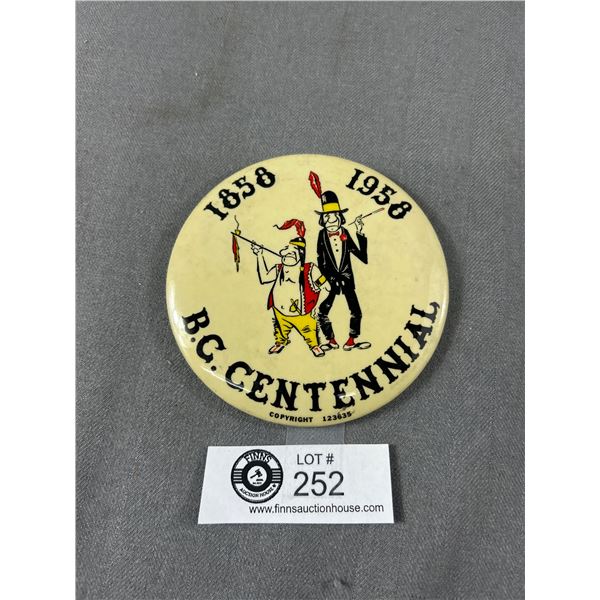 1858 1958
B.C. CENTENNIAL
COPYRIGHT 123635
FINNS
AUCTION HOUSE
LOT #
252
www.finnsauctionhouse.com